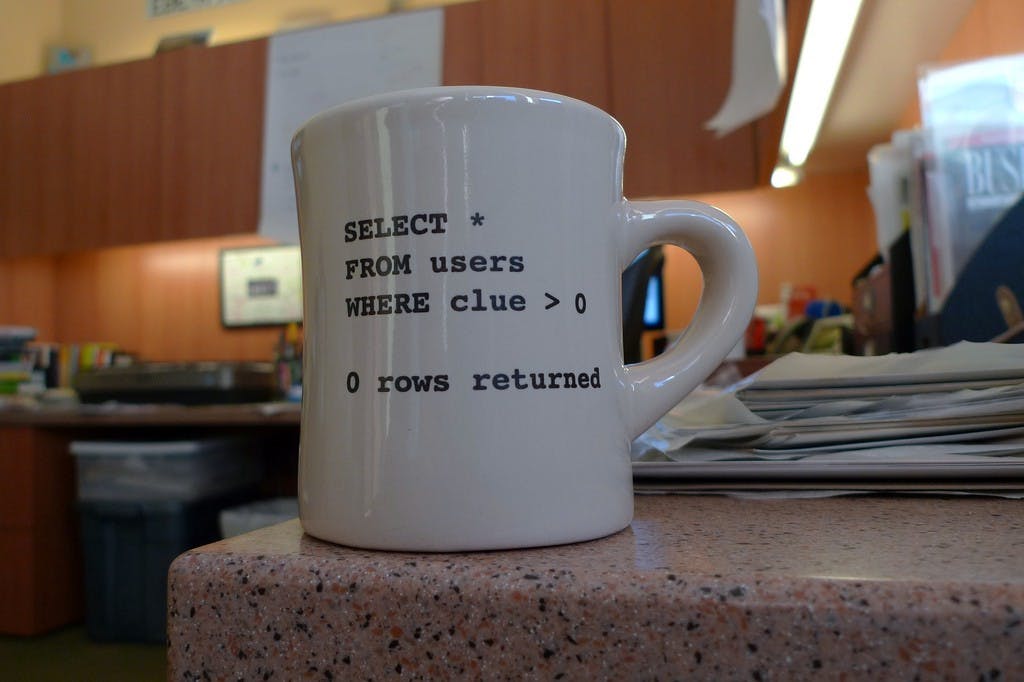 SELECT *
FROM users
WHERE clue > 0
0 rows returned